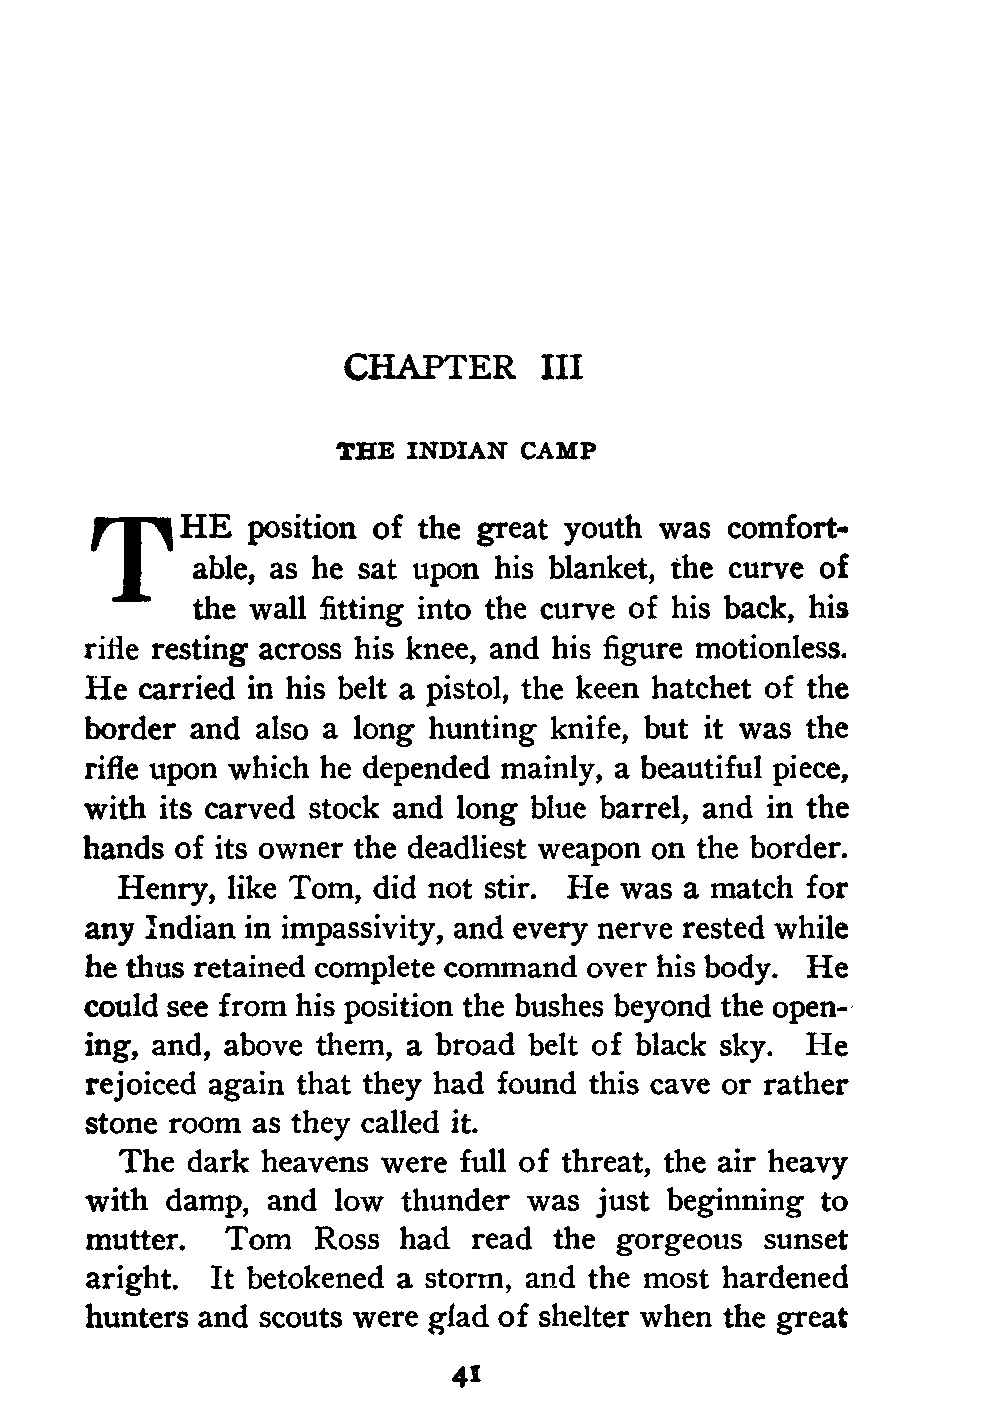 CHAPTER III
THE INDIAN CAMP
THE position of the great youth was comfort-
able, as he sat upon his blanket, the curve of
the wall fitting into the curve of his back, his
rifle resting across his knee, and his figure motionless.
He carried in his belt a pistol, the keen hatchet of the
border and also a long hunting knife, but it was the
rifle upon which he depended mainly, a beautiful piece,
with its carved stock and long blue barrel, and in the
hands of its owner the deadliest weapon on the border.
Henry, like Tom, did not stir. He was a match for
any Indian in impassivity, and every nerve rested while
he thus retained complete command over his body. He
could see from his position the bushes beyond the open-
ing, and, above them, a broad belt of black sky. He
rejoiced again that they had found this cave or rather
stone room as they called it.
The dark heavens were full of threat, the air heavy
with damp, and low thunder was just beginning to
mutter. Tom Ross had read the gorgeous sunset
aright. It betokened a storm, and the most hardened
hunters and scouts were glad of shelter when the great
41